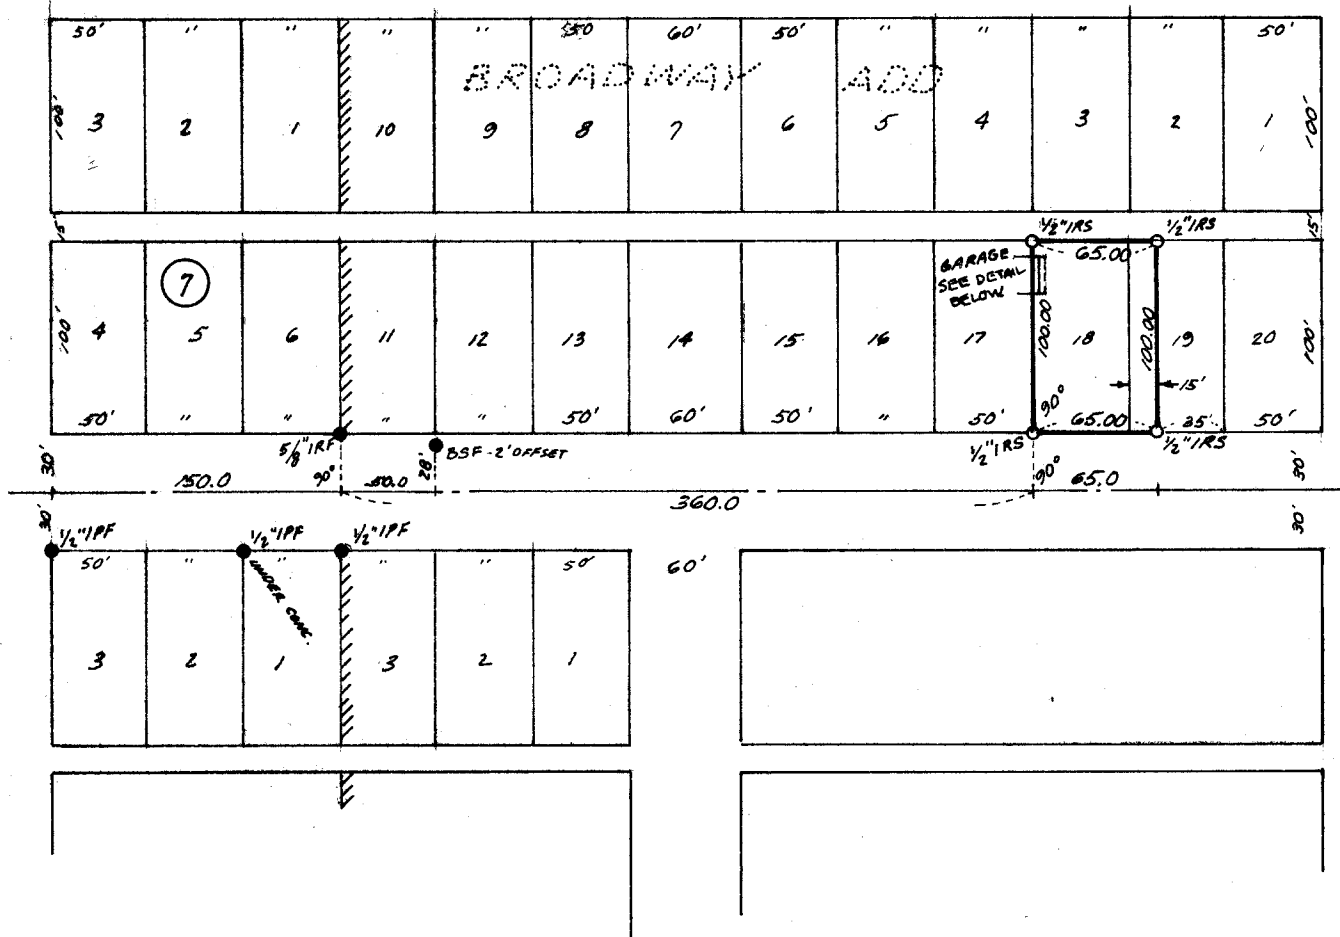 50' " " " " 50 60' 50' " " " " 50'
BROADWAY ADD
100' 3 2 1 10 9 8 7 6 5 4 3 2 1 100'
15' 15'
1/2" IRS 1/2" IRS
65.00
GARAGE
SEE DETAIL
BELOW
7
100' 4 5 6 11 12 13 14 15 16 17 100.00 18 100.00 19 20 100'
15'
90°
50' " " " " 50' 60' 50' " 50' 65.00 35' 50'
5/8" IRF
BSF - 2' OFFSET
1/2" IRS 1/2" IRS
30' 90° 28' 90° 30'
150.0 50.0 360.0 65.0
30' 30'
1/2" IPF 1/2" IPF 1/2" IPF
50' " " " " 50' 60'
UNDER CONC.
3 2 1 3 2 1